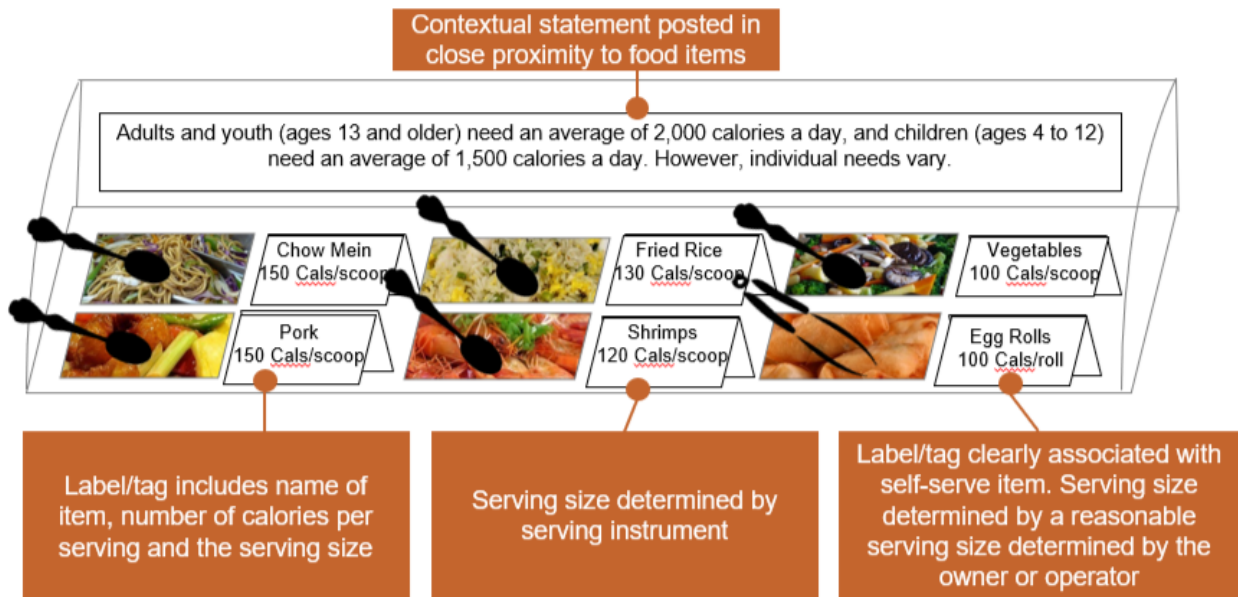 Contextual statement posted in
close proximity to food items
Adults and youth (ages 13 and older) need an average of 2,000 calories a day, and children (ages 4 to 12)
need an average of 1,500 calories a day. However, individual needs vary.
Chow Mein
150 Cals/scoop
Fried Rice
130 Cals/scoop
Vegetables
100 Cals/scoop
Pork
150 Cals/scoop
Shrimps
120 Cals/scoop
Egg Rolls
100 Cals/roll
Label/tag includes name of
item, number of calories per
serving and the serving size
Serving size determined by
serving instrument
Label/tag clearly associated with
self-serve item. Serving size
determined by a reasonable
serving size determined by the
owner or operator